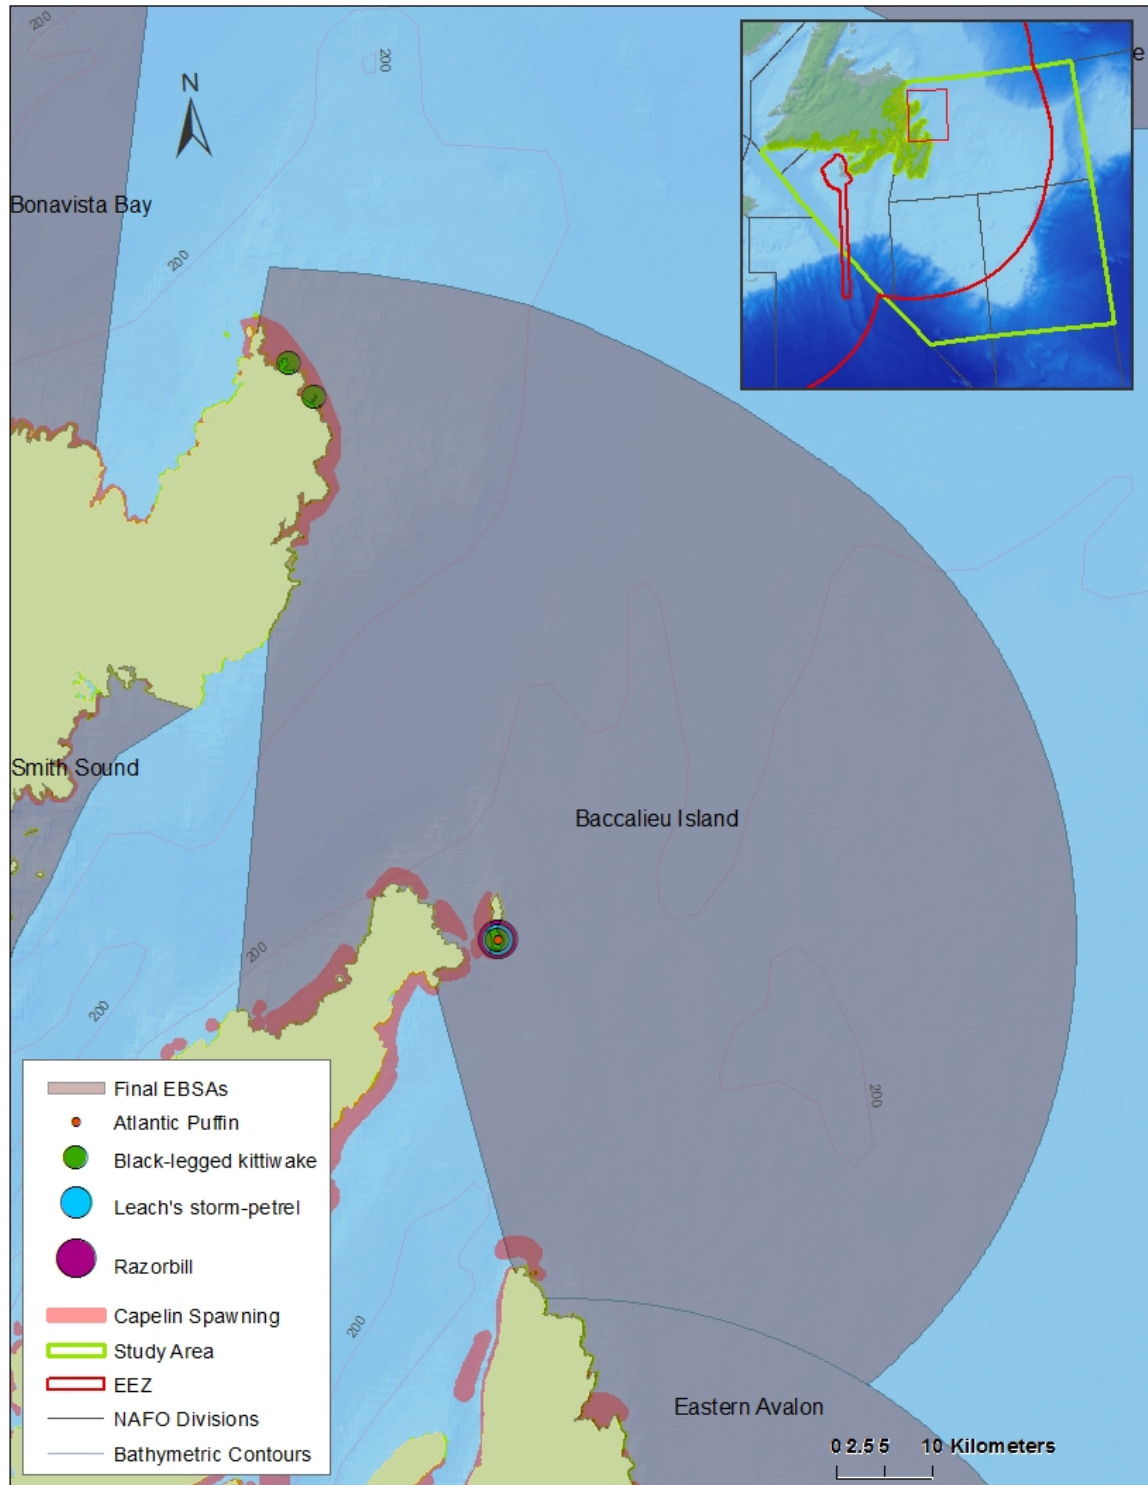 200
200
N
e
Bonavista Bay
200
Smith Sound
Baccalieu Island
200
200
200
200
Final EBSAs
Atlantic Puffin
Black-legged kittiwake
Leach's storm-petrel
Razorbill
Capelin Spawning
Study Area
EEZ
NAFO Divisions
Bathymetric Contours
Eastern Avalon
0 2.5 5 10 Kilometers